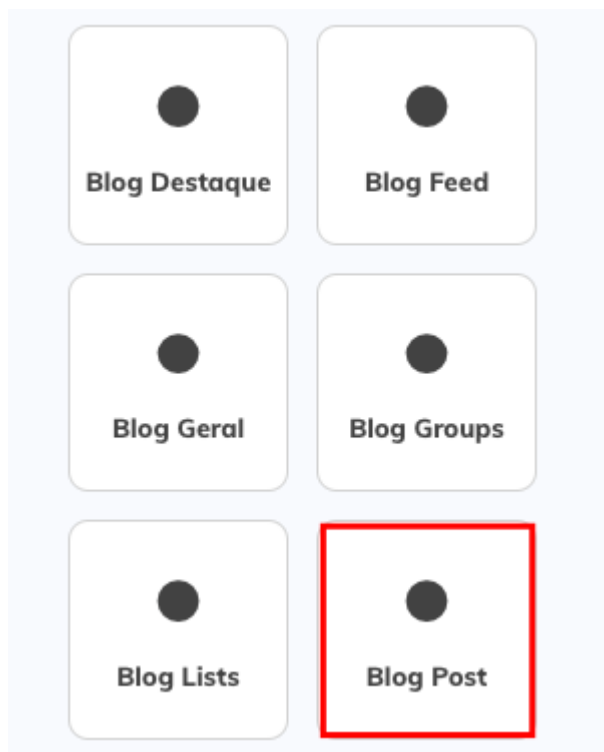 Blog Destaque
Blog Feed
Blog Geral
Blog Groups
Blog Lists
Blog Post